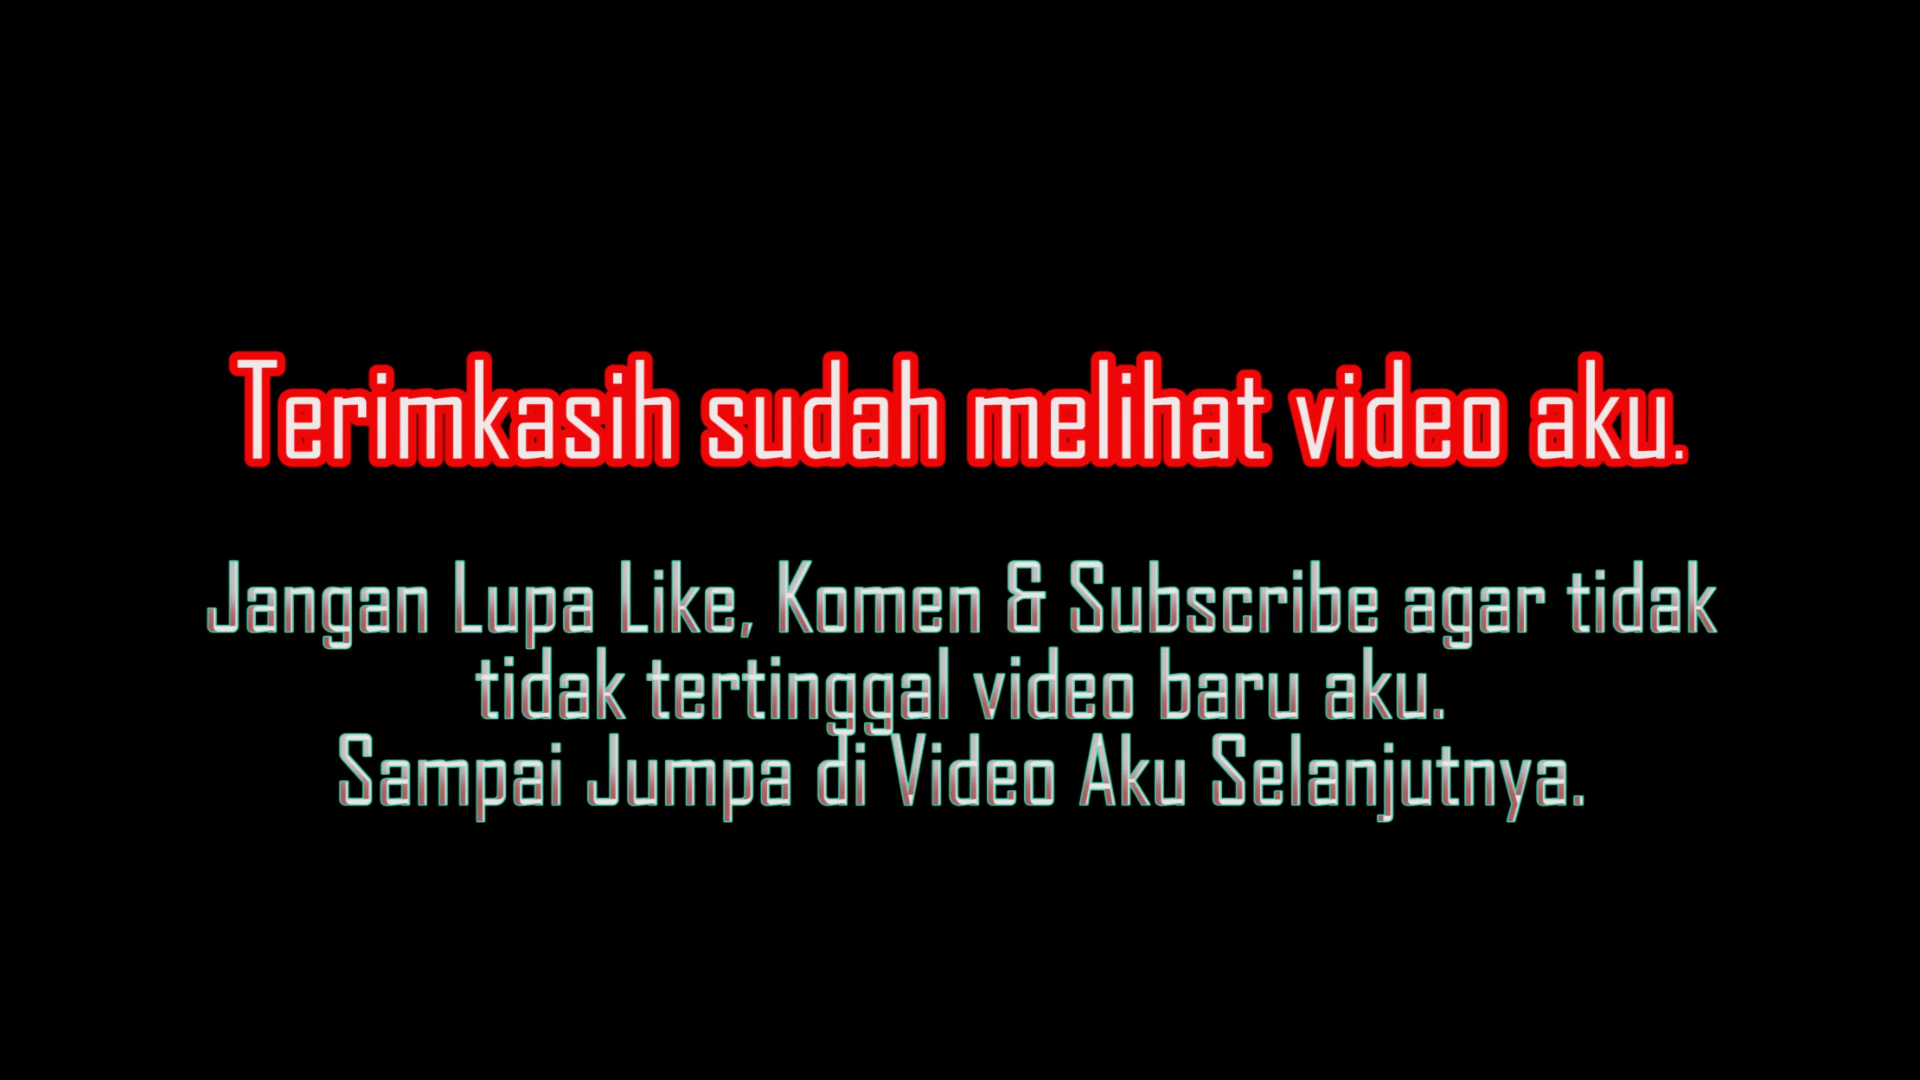 Terimkasih sudah melihat video aku.
Jangan Lupa Like, Komen & Subscribe agar tidak
tidak tertinggal video baru aku.
Sampai Jumpa di Video Aku Selanjutnya.